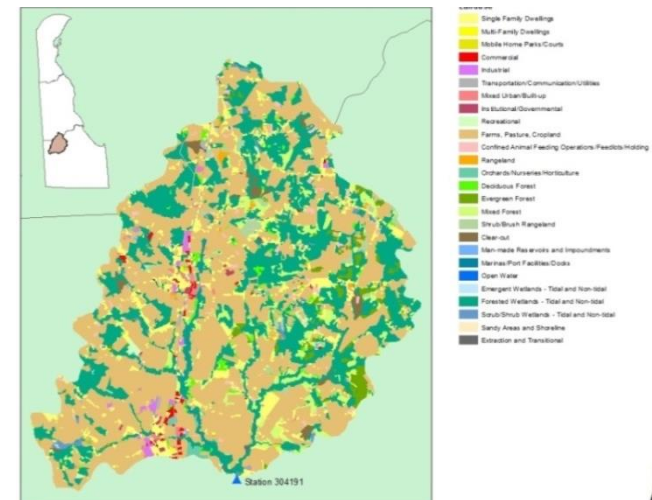 Single Family Dwellings
Multi-Family Dwellings
Mobile Home Parks/Courts
Commercial
Industrial
Transportation/Communication/Utilities
Mixed Urban/Built-up
Institutional/Governmental
Recreational
Farms, Pasture, Cropland
Confined Animal Feeding Operations/Feedlots/Holding
Rangeland
Orchards/Nurseries/Horticulture
Deciduous Forest
Evergreen Forest
Mixed Forest
Shrub/Brush Rangeland
Clear-cut
Man-made Reservoirs and Impoundments
Marinas/Port Facilities/Docks
Open Water
Emergent Wetlands - Tidal and Non-tidal
Forested Wetlands - Tidal and Non-tidal
Scrub/Shrub Wetlands - Tidal and Non-tidal
Sandy Areas and Shoreline
Extraction and Transitional
Station 304191